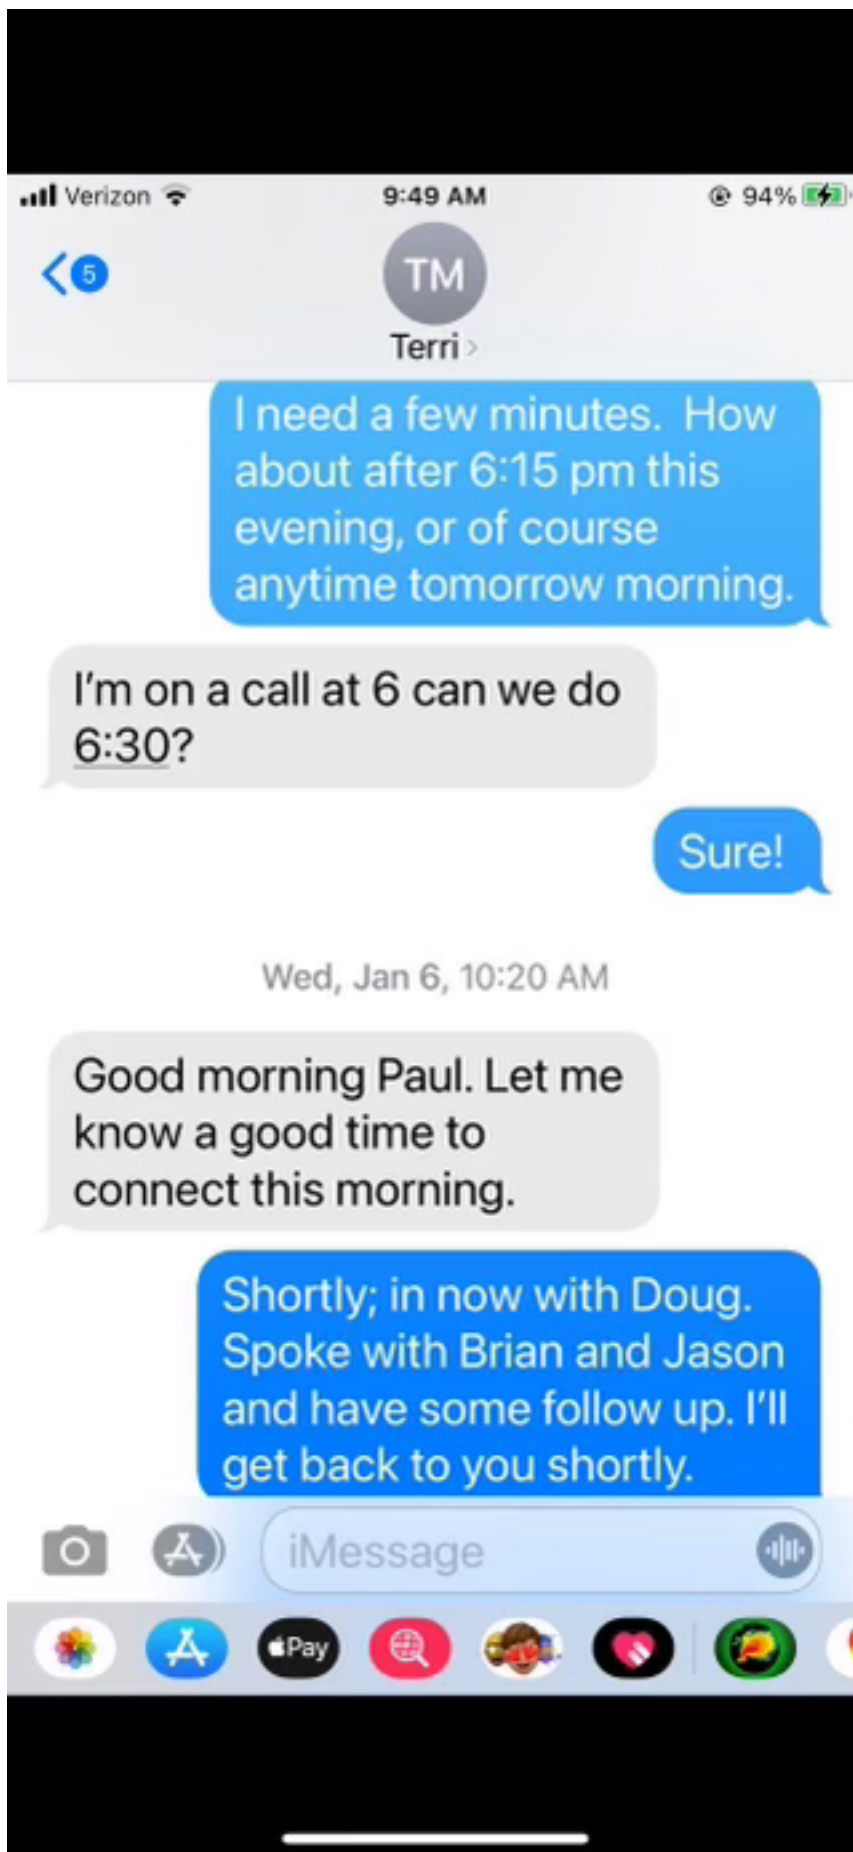 Verizon 9:49 AM 94%
5
TM
Terri
I need a few minutes.  How
about after 6:15 pm this
evening, or of course
anytime tomorrow morning.
I'm on a call at 6 can we do
6:30?
Sure!
Wed, Jan 6, 10:20 AM
Good morning Paul. Let me
know a good time to
connect this morning.
Shortly; in now with Doug.
Spoke with Brian and Jason
and have some follow up. I'll
get back to you shortly.
iMessage
Pay